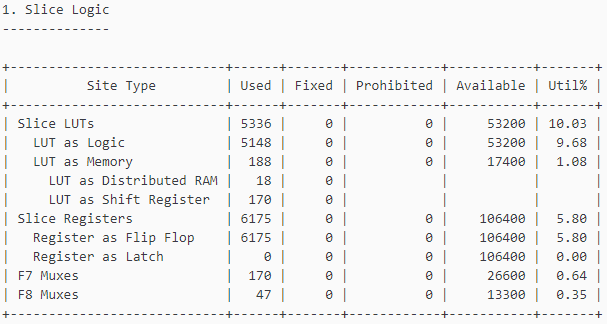 1. Slice Logic
--------------

+----------------------------+------+-------+------------+-----------+-------+
|          Site Type         | Used | Fixed | Prohibited | Available | Util% |
+----------------------------+------+-------+------------+-----------+-------+
| Slice LUTs                 | 5336 |     0 |          0 |     53200 | 10.03 |
|   LUT as Logic             | 5148 |     0 |          0 |     53200 |  9.68 |
|   LUT as Memory            |  188 |     0 |          0 |     17400 |  1.08 |
|     LUT as Distributed RAM |   18 |     0 |            |           |       |
|     LUT as Shift Register  |  170 |     0 |            |           |       |
| Slice Registers            | 6175 |     0 |          0 |    106400 |  5.80 |
|   Register as Flip Flop    | 6175 |     0 |          0 |    106400 |  5.80 |
|   Register as Latch        |    0 |     0 |          0 |    106400 |  0.00 |
| F7 Muxes                   |  170 |     0 |          0 |     26600 |  0.64 |
| F8 Muxes                   |   47 |     0 |          0 |     13300 |  0.35 |
+----------------------------+------+-------+------------+-----------+-------+